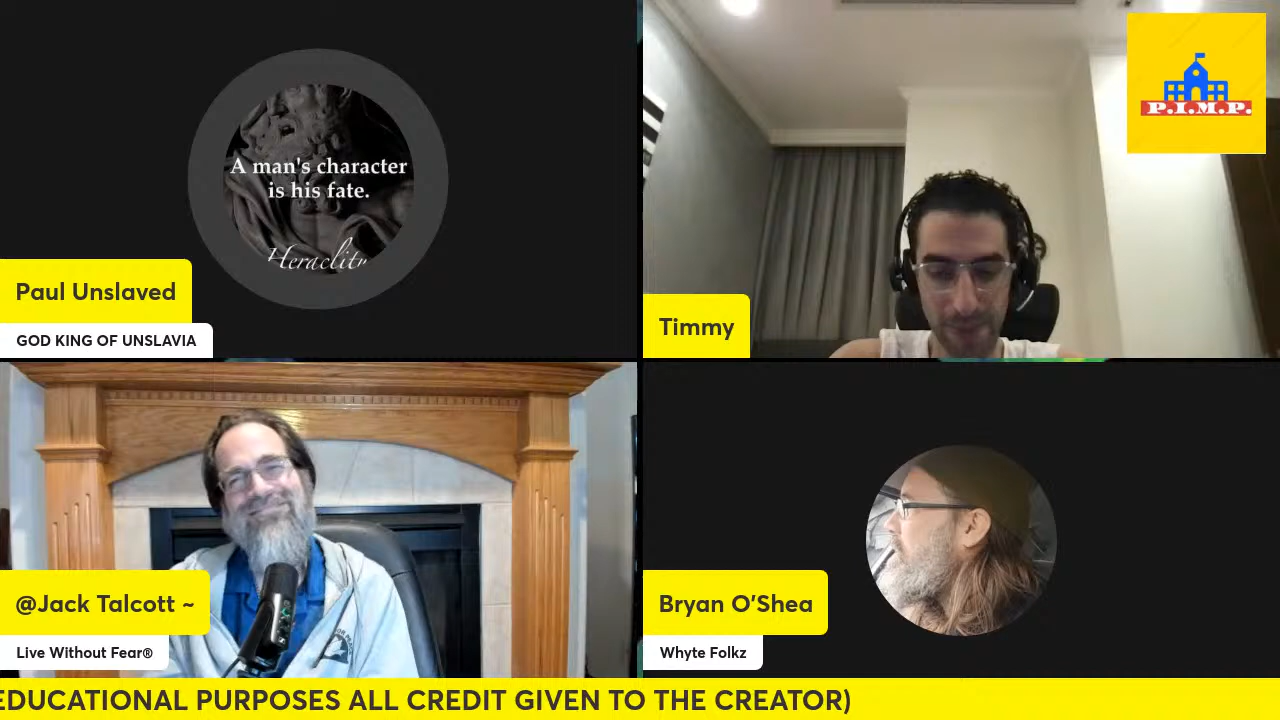 A man's character
is his fate.
Paul Unslaved
GOD KING OF UNSLAVIA
P.I.M.P.
Timmy
@Jack Talcott ~
Live Without Fear®
Bryan O'Shea
Whyte Folkz
EDUCATIONAL PURPOSES ALL CREDIT GIVEN TO THE CREATOR)